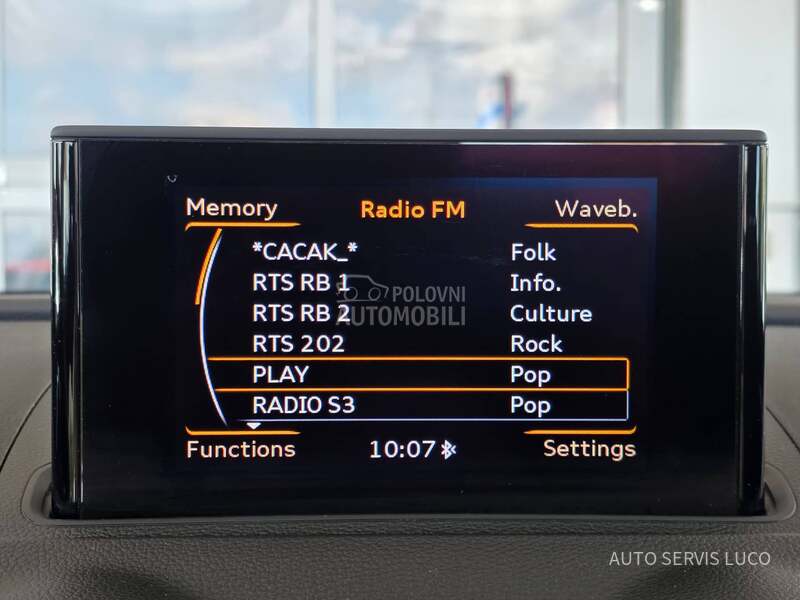 Memory Radio FM Waveb.
*CACAK_* Folk
RTS RB 1 Info.
RTS RB 2 Culture
RTS 202 Rock
PLAY Pop
RADIO S3 Pop
Functions 10:07 Settings
POLOVNI
AUTOMOBILI
AUTO SERVIS LUCO